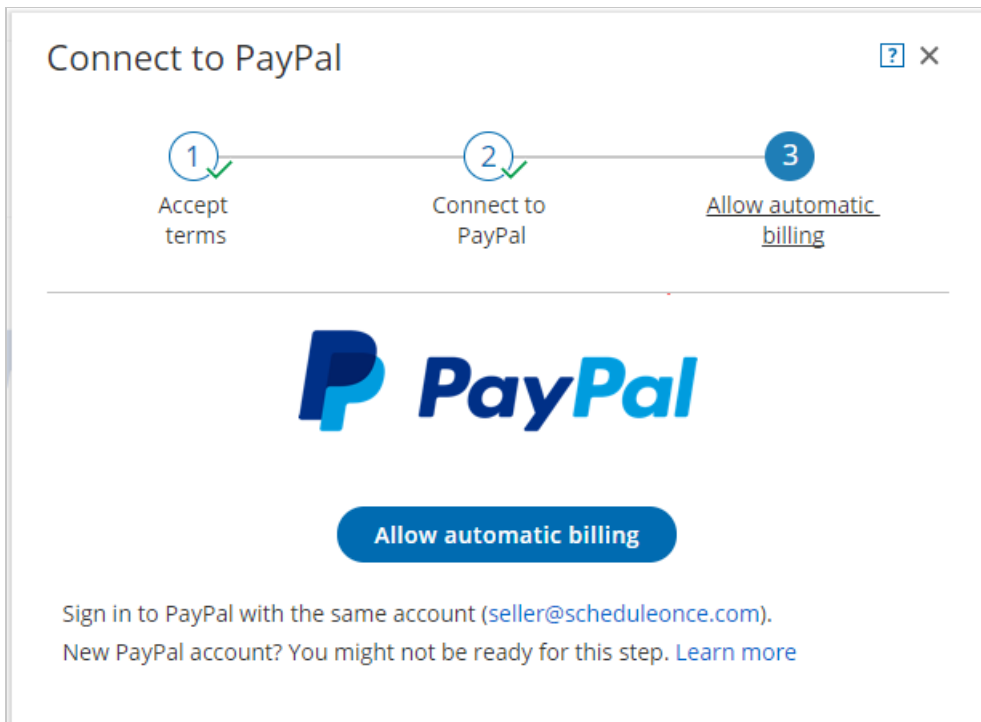 Connect to PayPal ? ×
1 2 3
Accept terms
Connect to PayPal
Allow automatic billing
PayPal
Allow automatic billing
Sign in to PayPal with the same account (seller@scheduleonce.com).
New PayPal account? You might not be ready for this step. Learn more